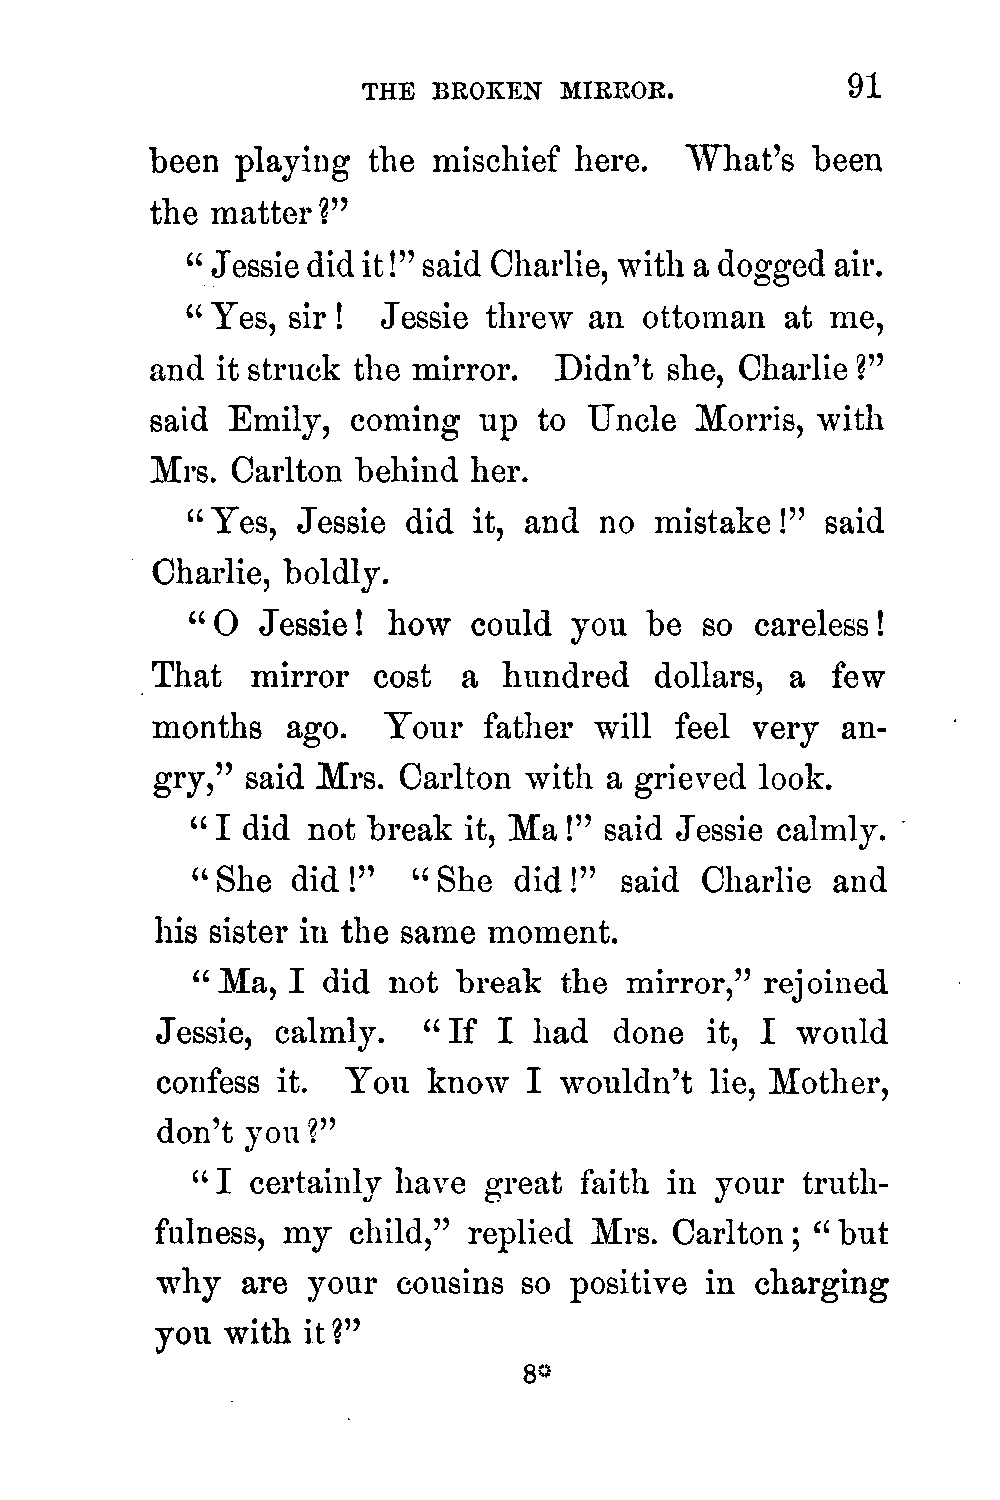 THE BROKEN MIRROR. 91
been playing the mischief here. What's been
the matter?"
"Jessie did it!" said Charlie, with a dogged air.
"Yes, sir! Jessie threw an ottoman at me,
and it struck the mirror. Didn't she, Charlie?"
said Emily, coming up to Uncle Morris, with
Mrs. Carlton behind her.
"Yes, Jessie did it, and no mistake!" said
Charlie, boldly.
"O Jessie! how could you be so careless!
That mirror cost a hundred dollars, a few
months ago. Your father will feel very an-
gry," said Mrs. Carlton with a grieved look.
"I did not break it, Ma!" said Jessie calmly.
"She did!" "She did!" said Charlie and
his sister in the same moment.
"Ma, I did not break the mirror," rejoined
Jessie, calmly. "If I had done it, I would
confess it. You know I wouldn't lie, Mother,
don't you?"
"I certainly have great faith in your truth-
fulness, my child," replied Mrs. Carlton; "but
why are your cousins so positive in charging
you with it?"
8*